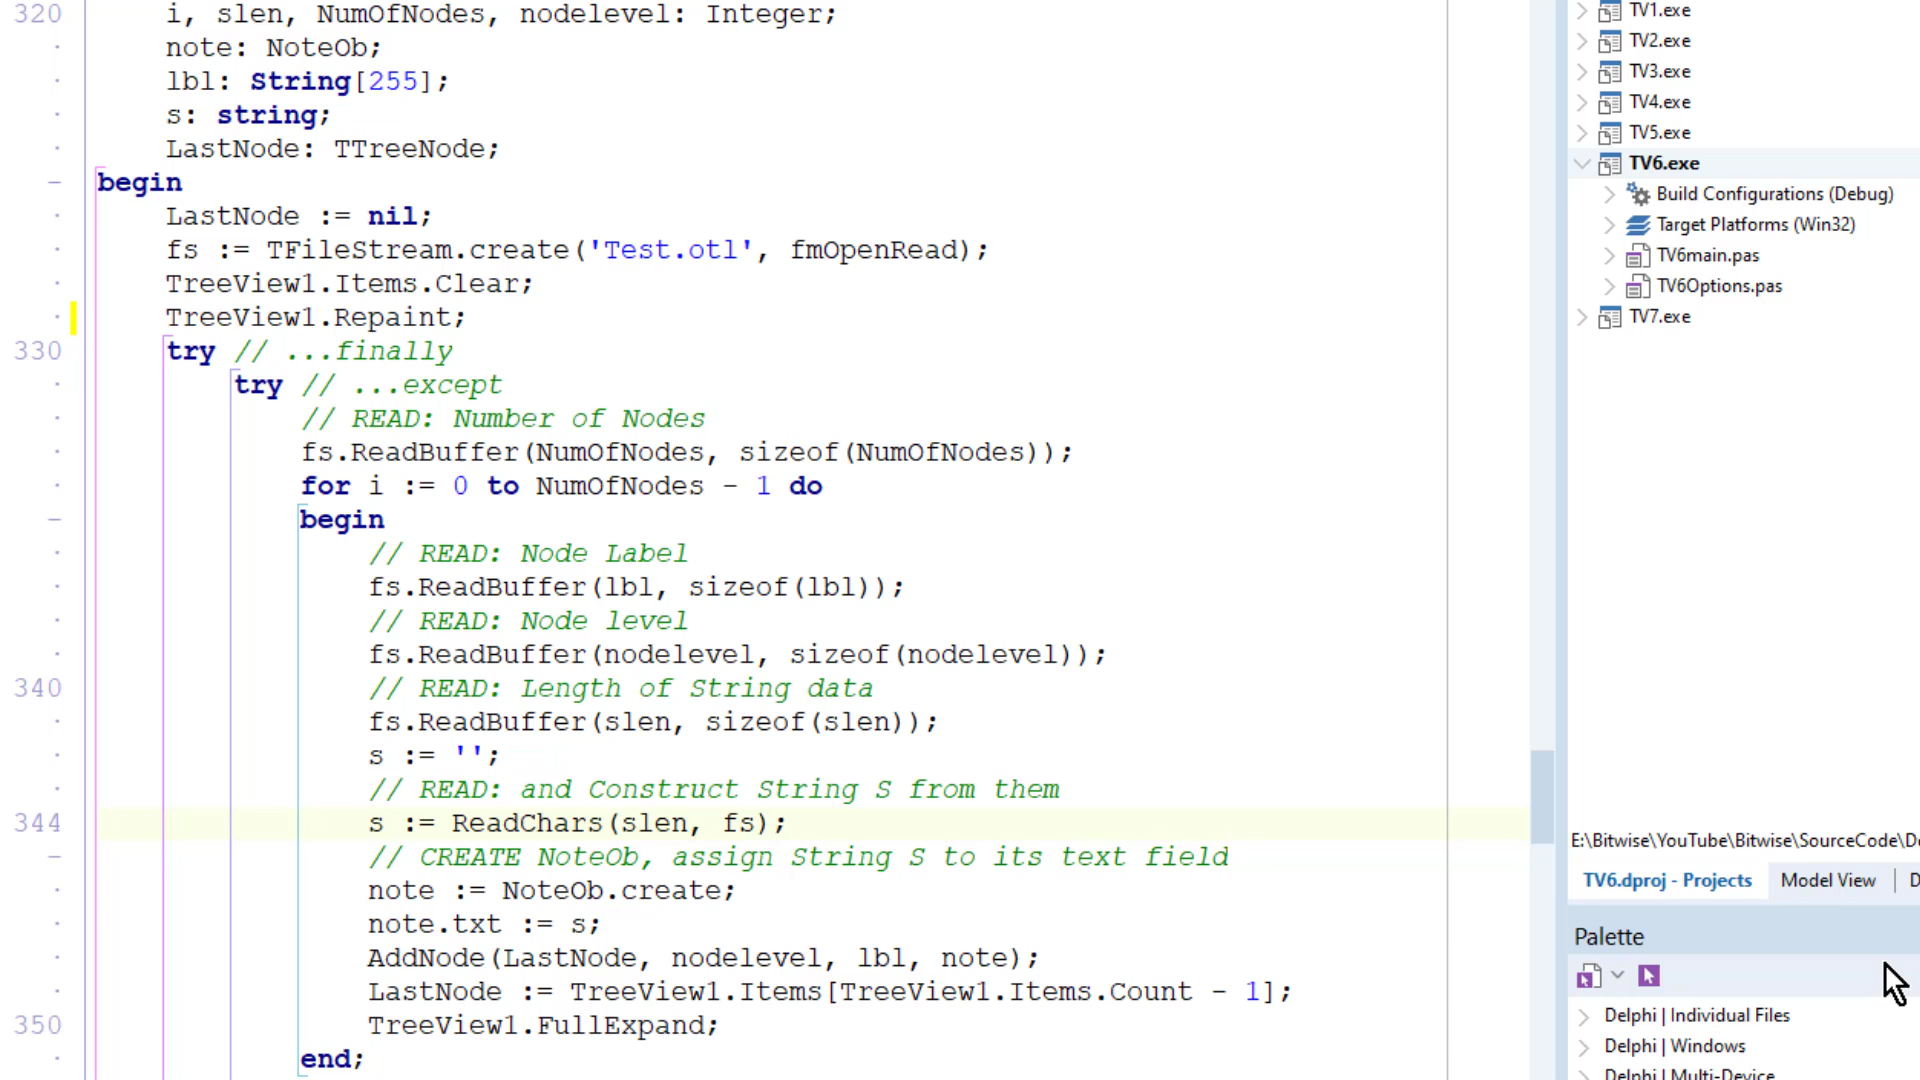 320 i, slen, NumOfNodes, nodelevel: Integer;
note: NoteOb;
lbl: String[255];
s: string;
LastNode: TTreeNode;
begin
LastNode := nil;
fs := TFileStream.create('Test.otl', fmOpenRead);
TreeView1.Items.Clear;
TreeView1.Repaint;
330 try // ...finally
try // ...except
// READ: Number of Nodes
fs.ReadBuffer(NumOfNodes, sizeof(NumOfNodes));
for i := 0 to NumOfNodes - 1 do
begin
// READ: Node Label
fs.ReadBuffer(lbl, sizeof(lbl));
// READ: Node level
fs.ReadBuffer(nodelevel, sizeof(nodelevel));
340 // READ: Length of String data
fs.ReadBuffer(slen, sizeof(slen));
s := '';
// READ: and Construct String S from them
344 s := ReadChars(slen, fs);
// CREATE NoteOb, assign String S to its text field
note := NoteOb.create;
note.txt := s;
AddNode(LastNode, nodelevel, lbl, note);
LastNode := TreeView1.Items[TreeView1.Items.Count - 1];
350 TreeView1.FullExpand;
end;
TV1.exe
TV2.exe
TV3.exe
TV4.exe
TV5.exe
TV6.exe
Build Configurations (Debug)
Target Platforms (Win32)
TV6main.pas
TV6Options.pas
TV7.exe
E:\Bitwise\YouTube\Bitwise\SourceCode\De
TV6.dproj - Projects Model View D
Palette
Delphi | Individual Files
Delphi | Windows
Delphi | Multi-Device